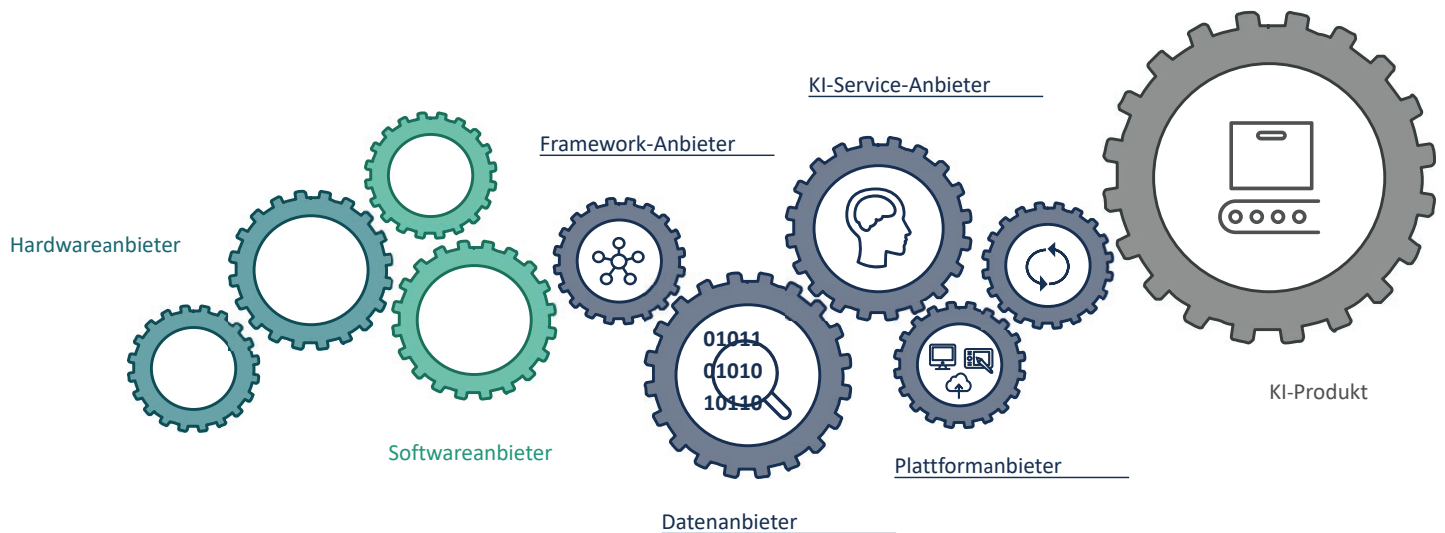 KI-Service-Anbieter
Framework-Anbieter
Hardwareanbieter
01011
01010
10110
KI-Produkt
Softwareanbieter
Plattformanbieter
Datenanbieter